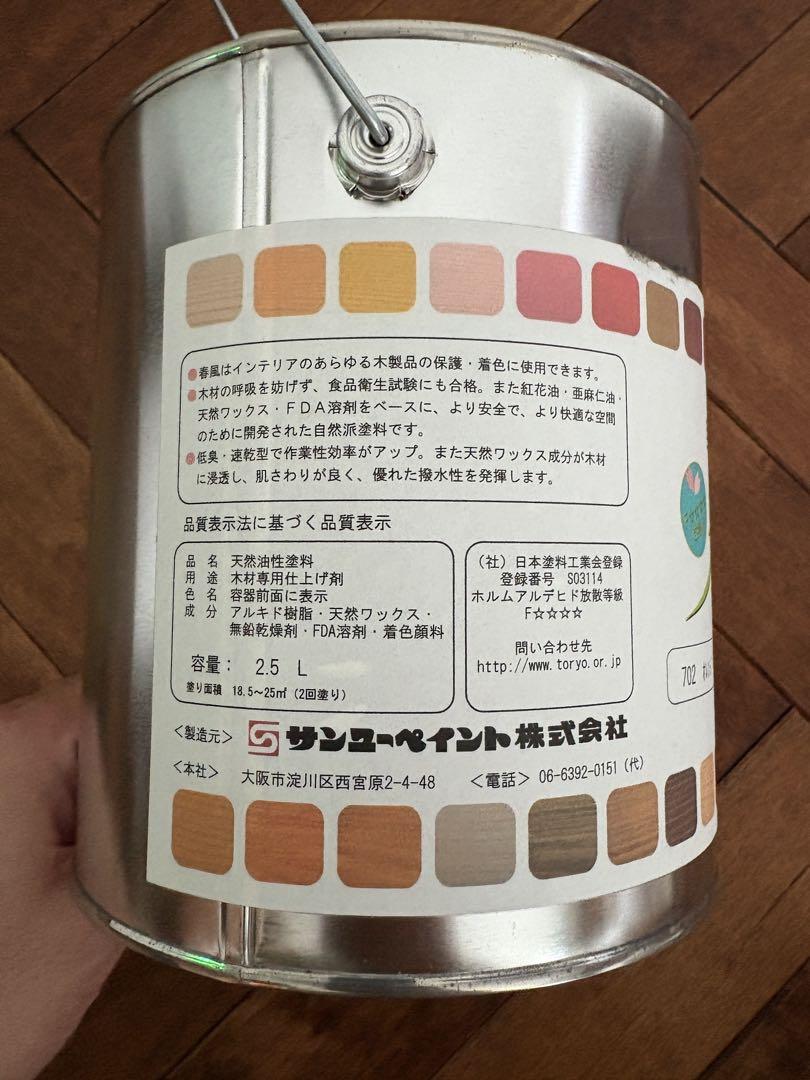 ●春風はインテリアのあらゆる木製品の保護・着色に使用できます。
●木材の呼吸を妨げず、食品衛生試験にも合格。また紅花油・亜麻仁油・
天然ワックス・FDA溶剤をベースに、より安全で、より快適な空間
のために開発された自然派塗料です。
●低臭・速乾型で作業性効率がアップ。また天然ワックス成分が木材
に浸透し、肌さわりが良く、優れた撥水性を発揮します。
品質表示法に基づく品質表示
品 名 天然油性塗料
用 途 木材専用仕上げ剤
色 名 容器前面に表示
成 分 アルキド樹脂・天然ワックス・
無鉛乾燥剤・FDA溶剤・着色顔料
容量: 2.5 L
塗り面積 18.5~25㎡(2回塗り)
(社)日本塗料工業会登録
登録番号 S03114
ホルムアルデヒド放散等級
F☆☆☆☆
問い合わせ先
http://www.toryo.or.jp
702
<製造元> サンユーペイント株式会社
<本社> 大阪市淀川区西宮原2-4-48 <電話> 06-6392-0151(代)